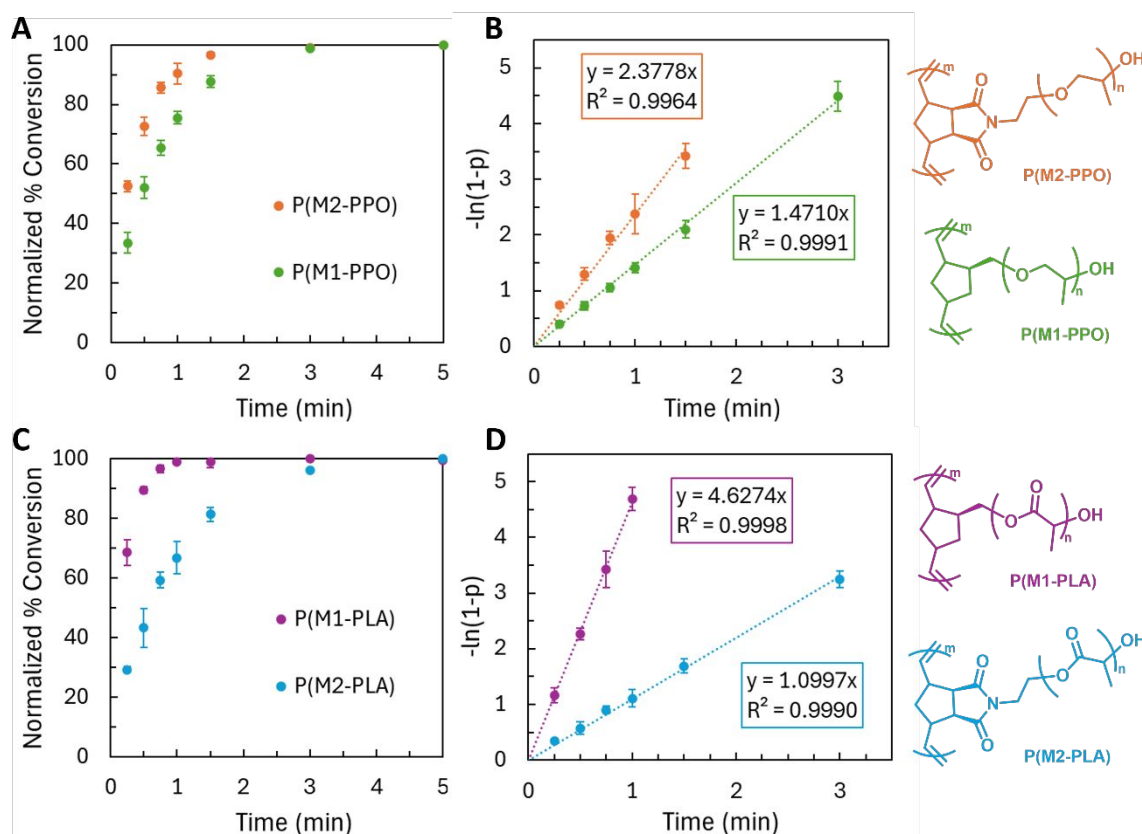 A
Normalized % Conversion
100
80
60
40
20
0
0
1
2
3
4
5
Time (min)
P(M2-PPO)
P(M1-PPO)
B
-ln(1-p)
5
4
3
2
1
0
0
1
2
3
Time (min)
y = 2.3778x
R² = 0.9964
y = 1.4710x
R² = 0.9991
m
O
N
O
O
n
OH
P(M2-PPO)
m
O
n
OH
P(M1-PPO)
C
Normalized % Conversion
100
80
60
40
20
0
0
1
2
3
4
5
Time (min)
P(M1-PLA)
P(M2-PLA)
D
-ln(1-p)
5
4
3
2
1
0
0
1
2
3
Time (min)
y = 4.6274x
R² = 0.9998
y = 1.0997x
R² = 0.9990
m
O
O
n
OH
P(M1-PLA)
m
O
N
O
O
O
n
OH
P(M2-PLA)